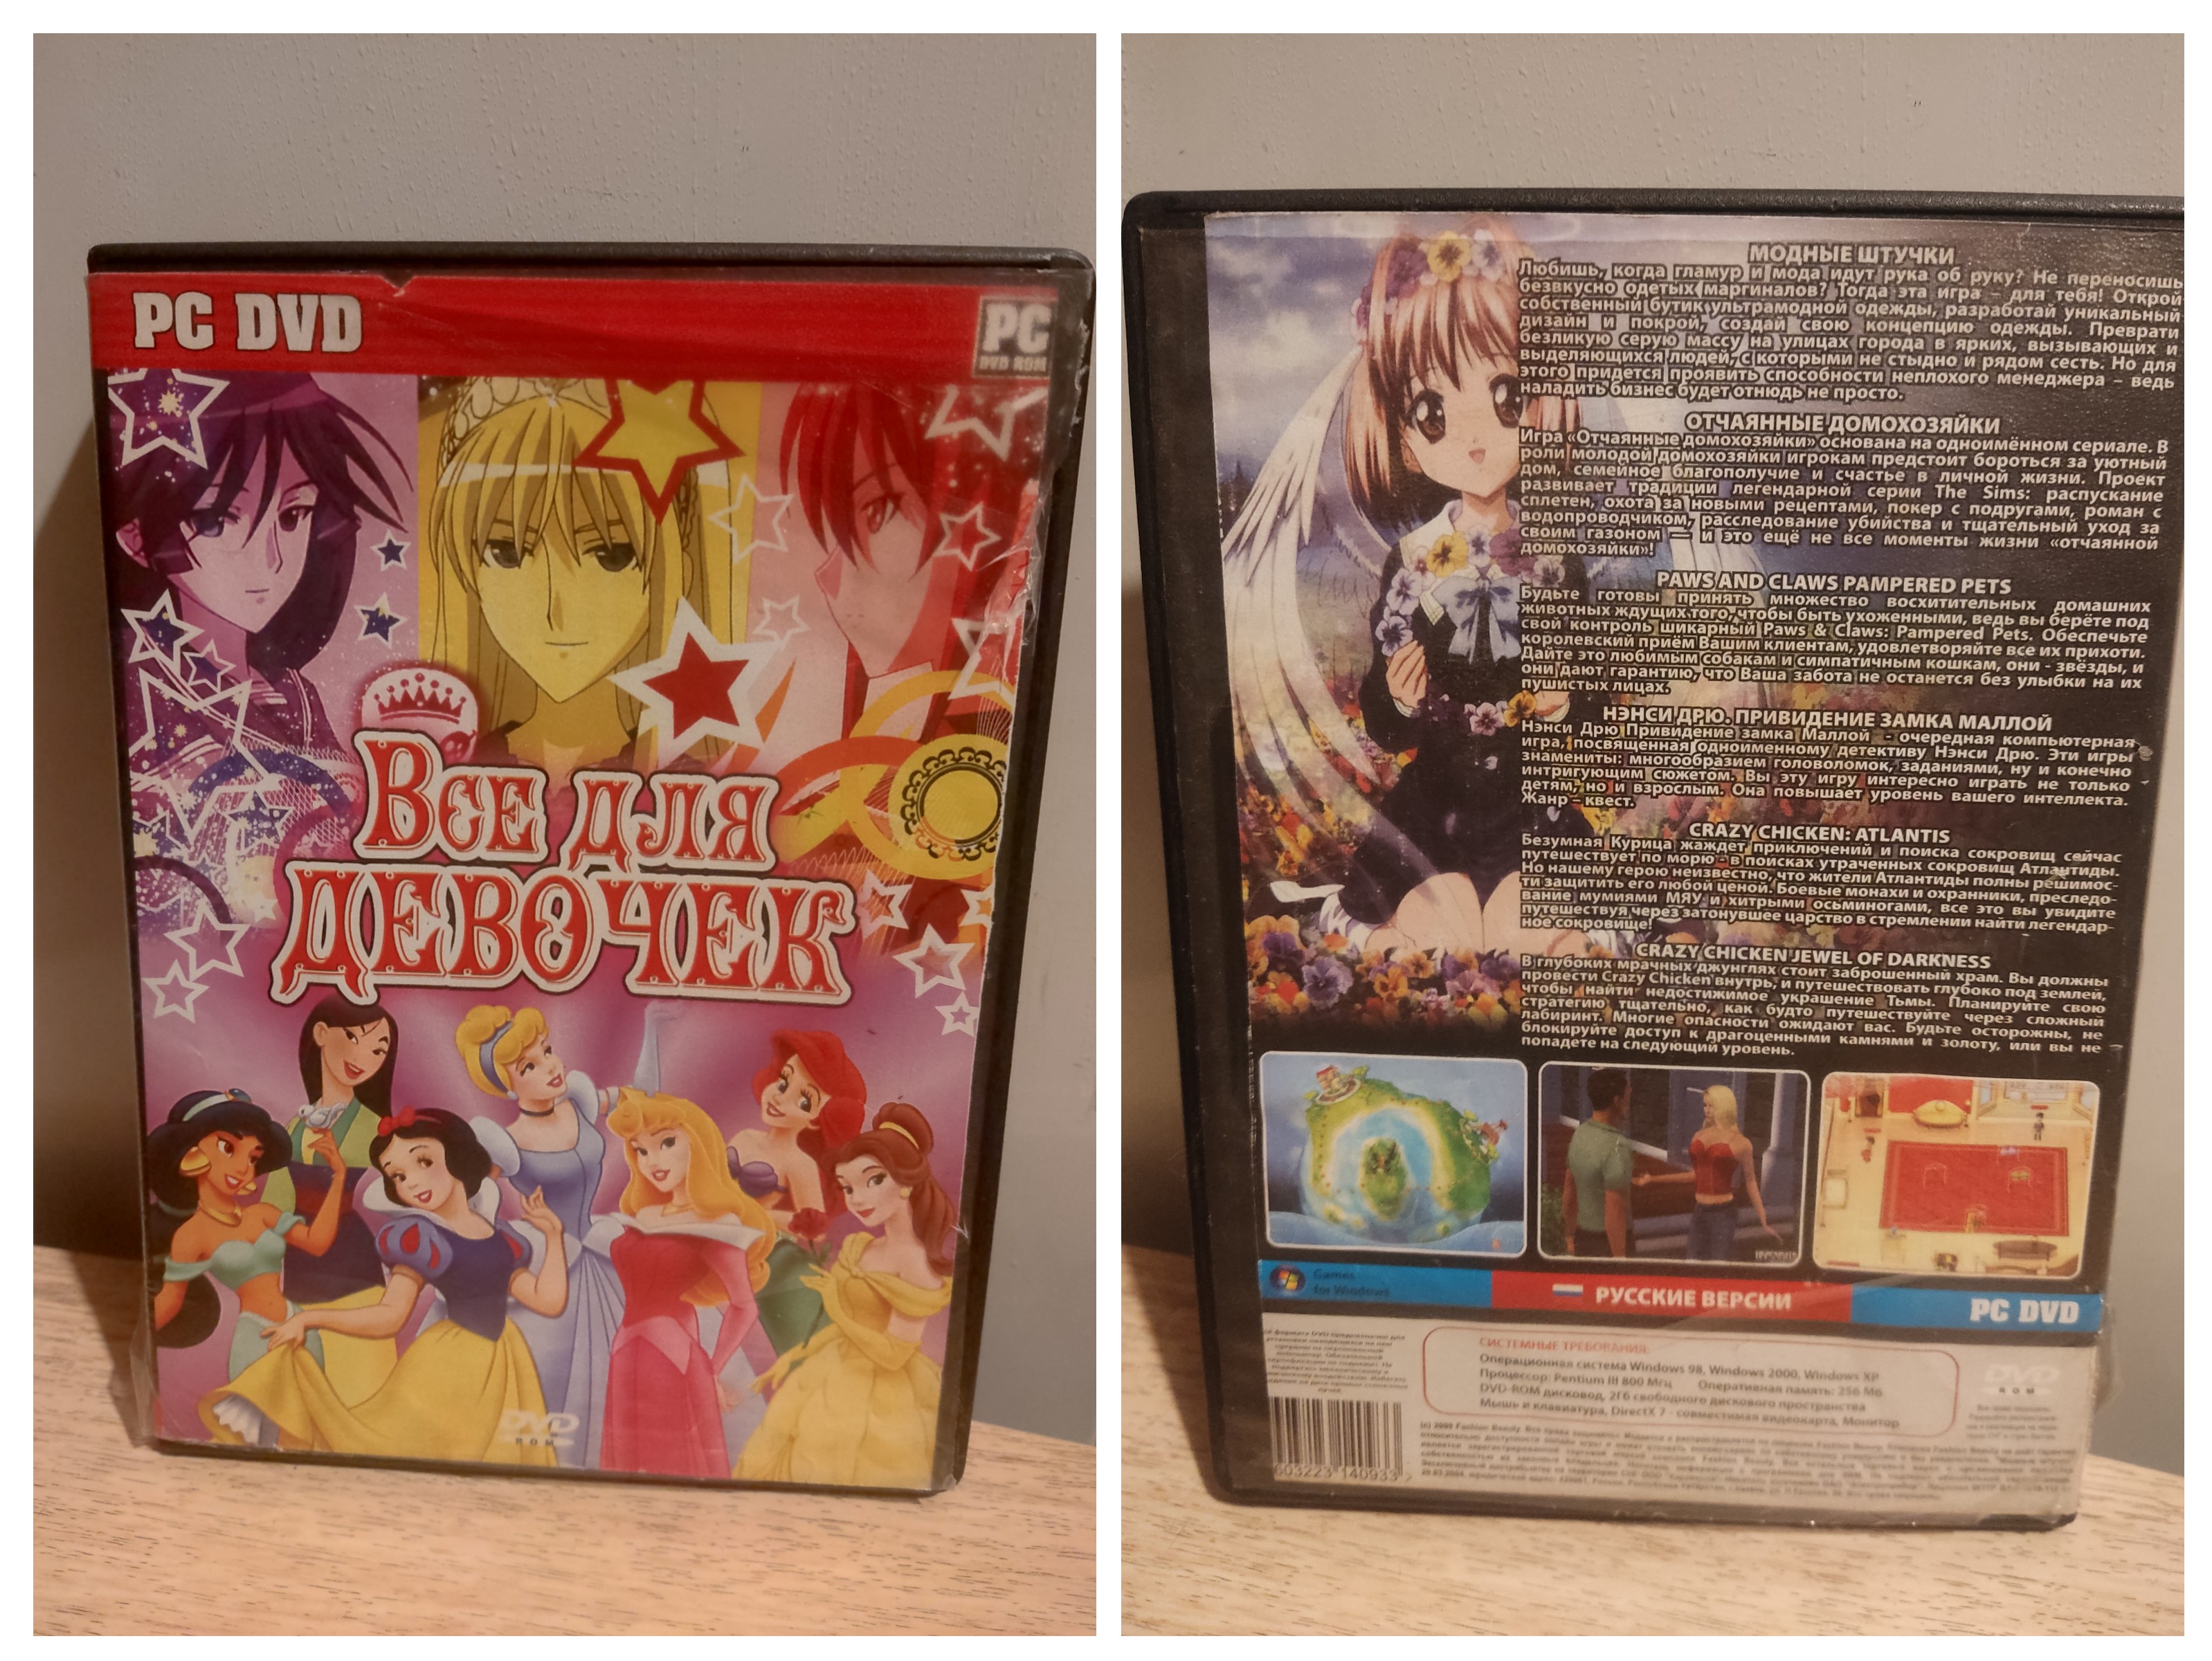 PC DVD
PC
DVD ROM
Все для
девочек
DVD
ROM
МОДНЫЕ ШТУЧКИ
Любишь, когда гламур и мода идут рука об руку? Не переносишь
безвкусно одетых маргиналов? Тогда эта игра – для тебя! Открой
собственный бутик ультрамодной одежды, разработай уникальный
дизайн и покрой, создай свою концепцию одежды. Преврати
безликую серую массу на улицах города в ярких, вызывающих и
выделяющихся людей, с которыми не стыдно и рядом сесть. Но для
этого придется проявить способности неплохого менеджера – ведь
наладить бизнес будет отнюдь не просто.
ОТЧАЯННЫЕ ДОМОХОЗЯЙКИ
Игра «Отчаянные домохозяйки» основана на одноимённом сериале. В
роли молодой домохозяйки игрокам предстоит бороться за уютный
дом, семейное благополучие и счастье в личной жизни. Проект
развивает традиции легендарной серии The Sims: распускание
сплетен, охота за новыми рецептами, покер с подругами, роман с
водопроводчиком, расследование убийства и тщательный уход за
своим газоном — и это ещё не все моменты жизни «отчаянной
домохозяйки»!
PAWS AND CLAWS PAMPERED PETS
Будьте готовы принять множество восхитительных домашних
животных ждущих того, чтобы быть ухоженными, ведь вы берёте под
свой контроль шикарный Paws & Claws: Pampered Pets. Обеспечьте
королевский приём Вашим клиентам, удовлетворяйте все их прихоти.
Дайте это любимым собакам и симпатичным кошкам, они - звёзды, и
они дают гарантию, что Ваша забота не останется без улыбки на их
пушистых лицах.
НЭНСИ ДРЮ. ПРИВИДЕНИЕ ЗАМКА МАЛЛОЙ
Нэнси Дрю Привидение замка Маллой - очередная компьютерная
игра, посвященная одноименному детективу Нэнси Дрю. Эти игры
знамениты: многообразием головоломок, заданиями, ну и конечно
интригующим сюжетом. Вы эту игру интересно играть не только
детям, но и взрослым. Она повышает уровень вашего интеллекта.
Жанр – квест.
CRAZY CHICKEN: ATLANTIS
Безумная Курица жаждет приключений и поиска сокровищ сейчас
путешествует по морю - в поисках утраченных сокровищ Атлантиды.
Но нашему герою неизвестно, что жители Атлантиды полны решимос-
ти защитить его любой ценой. Боевые монахи и охранники, преследо-
вание мумиями МЯУ и хитрыми осьминогами, все это вы увидите
путешествуя через затонувшее царство в стремлении найти легендар-
ное сокровище!
CRAZY CHICKEN JEWEL OF DARKNESS
В глубоких мрачных джунглях стоит заброшенный храм. Вы должны
провести Crazy Chicken внутрь, и путешествовать глубоко под землей,
чтобы найти недостижимое украшение Тьмы. Планируйте свою
стратегию тщательно, как будто путешествуйте через сложный
лабиринт. Многие опасности ожидают вас. Будьте осторожны, не
блокируйте доступ к драгоценными камнями и золоту, или вы не
попадете на следующий уровень.
Games
for Windows
РУССКИЕ ВЕРСИИ
PC DVD
СИСТЕМНЫЕ ТРЕБОВАНИЯ:
Операционная система Windows 98, Windows 2000, Windows XP
Процессор: Pentium III 800 МГц Оперативная память: 256 Мб
DVD-ROM дисковод, 2Гб свободного дискового пространства
Мышь и клавиатура, DirectX 7 - совместимая видеокарта, Монитор
DVD
ROM
603223 140933